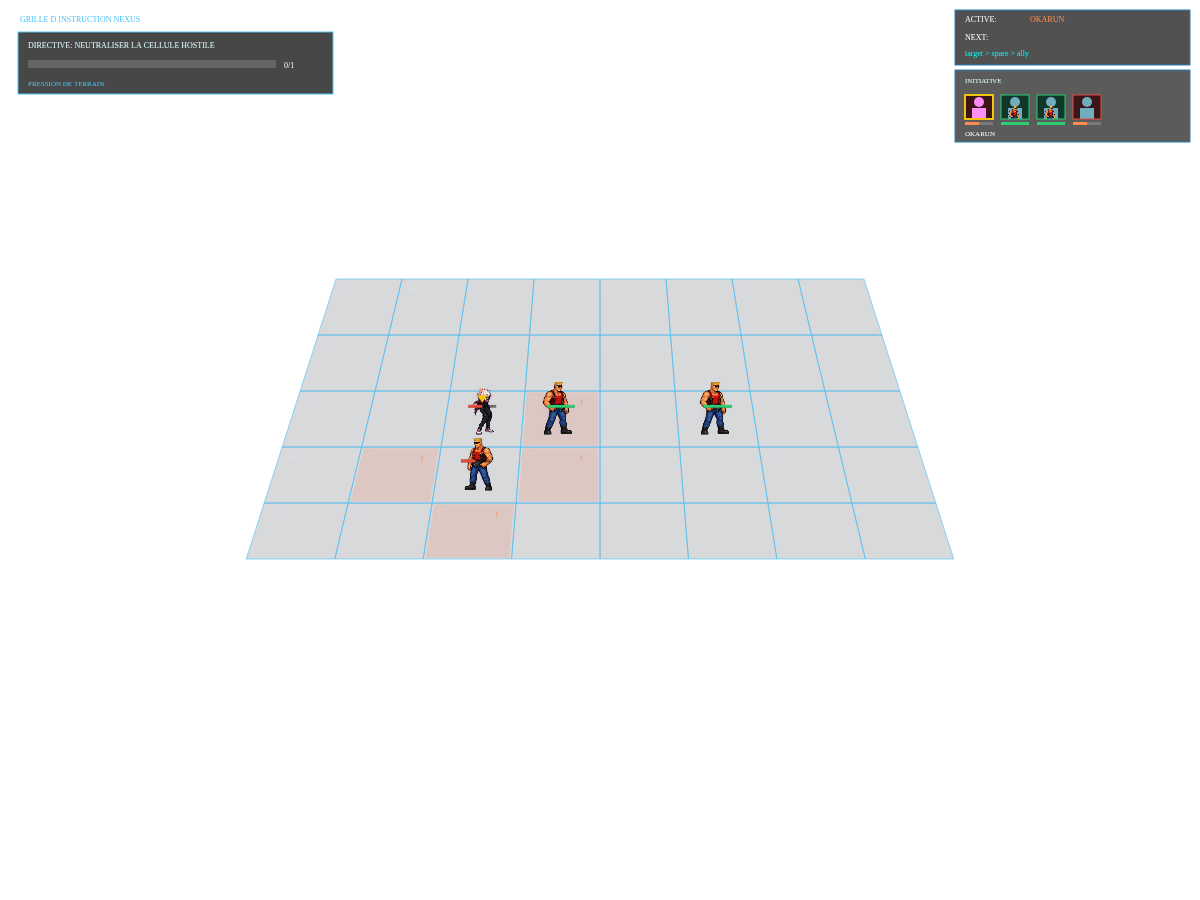 GRILLE D INSTRUCTION NEXUS
DIRECTIVE: NEUTRALISER LA CELLULE HOSTILE
0/1
PRESSION DE TERRAIN
ACTIVE: OKARUN
NEXT:
target > spare > ally
INITIATIVE
OKARUN
!
!
!
!